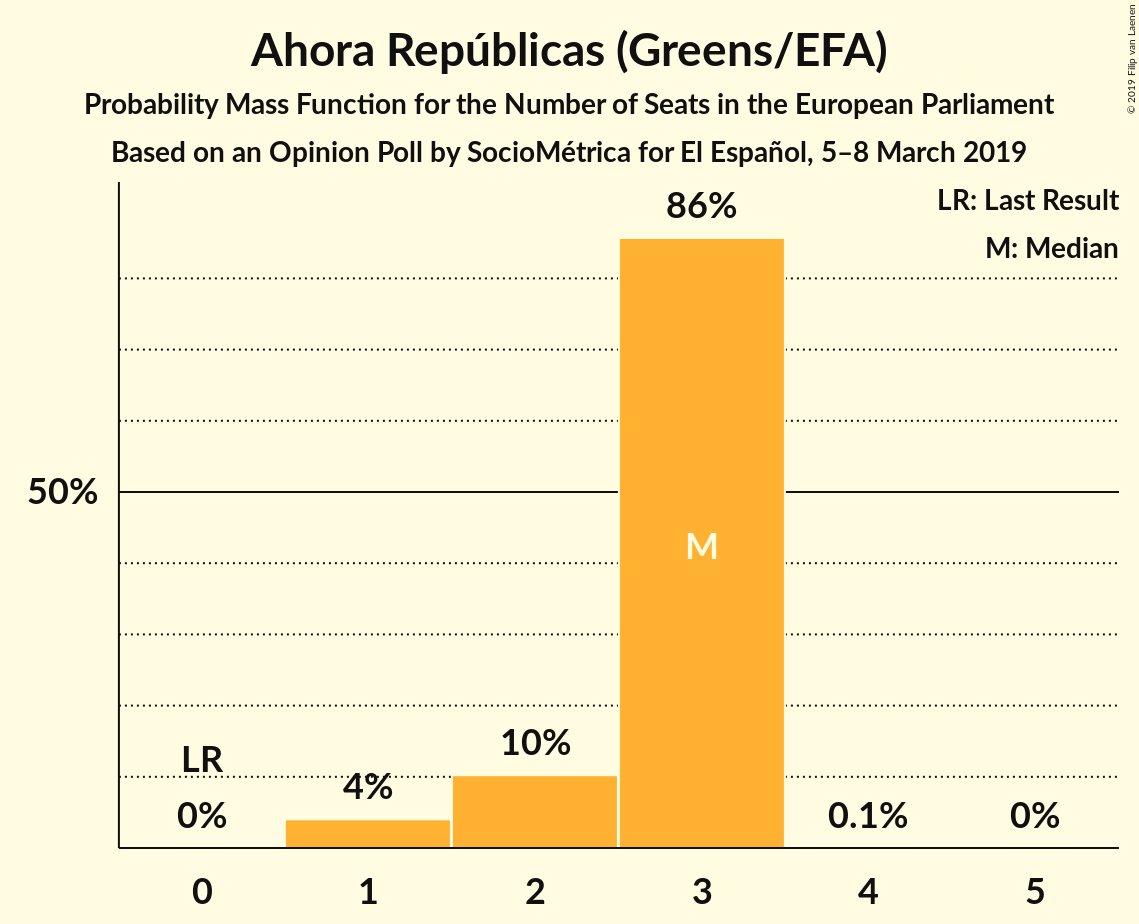 Ahora Repúblicas (Greens/EFA)
Probability Mass Function for the Number of Seats in the European Parliament
Based on an Opinion Poll by SocioMétrica for El Español, 5–8 March 2019
© 2019 Filip van Laenen
LR: Last Result
M: Median
86%
50%
M
LR
10%
4%
0%
0.1%
0%
0 1 2 3 4 5